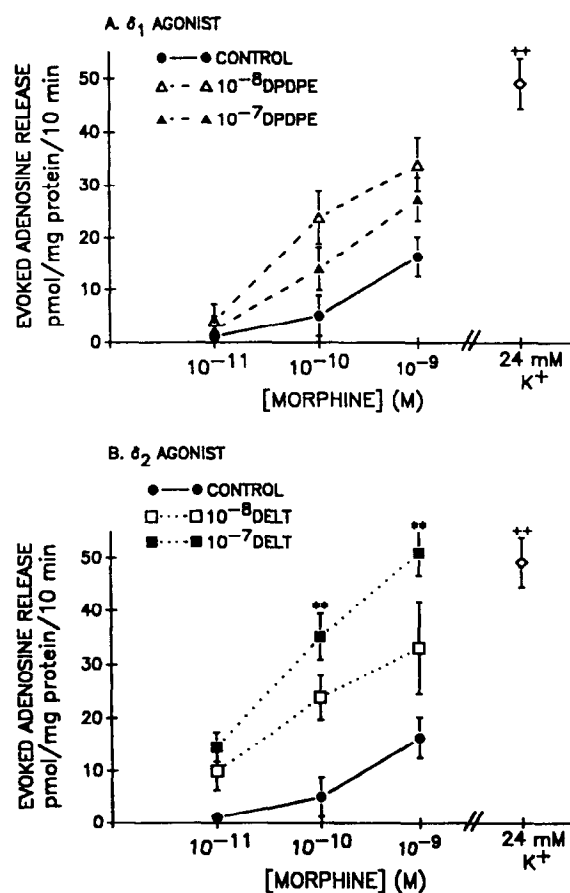 A. δ₁ AGONIST
CONTROL
10⁻⁸DPDPE
10⁻⁷DPDPE
EVOKED ADENOSINE RELEASE
pmol/mg protein/10 min
50
40
30
20
10
0
++
10⁻¹¹ 10⁻¹⁰ 10⁻⁹ 24 mM
K⁺
[MORPHINE] (M)
B. δ₂ AGONIST
CONTROL
10⁻⁸DELT
10⁻⁷DELT
EVOKED ADENOSINE RELEASE
pmol/mg protein/10 min
50
40
30
20
10
0
** ** ++
10⁻¹¹ 10⁻¹⁰ 10⁻⁹ 24 mM
K⁺
[MORPHINE] (M)